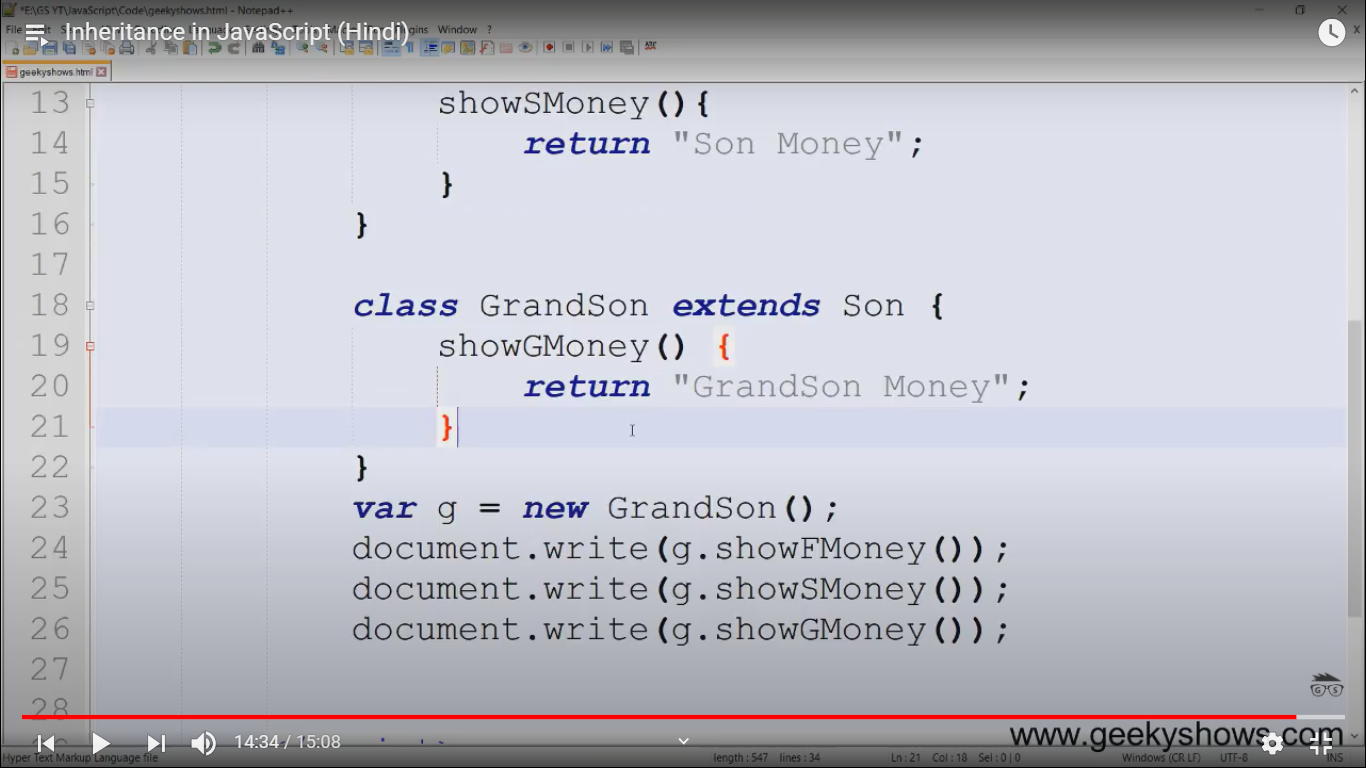 *E:\GS YT\JavaScript\Code\geekyshows.html - Notepad++
Inheritance in JavaScript (Hindi)
Window ?
geekyshows.html
13 showSMoney(){
14 return "Son Money";
15 }
16 }
17
18 class GrandSon extends Son {
19 showGMoney() {
20 return "GrandSon Money";
21 }
22 }
23 var g = new GrandSon();
24 document.write(g.showFMoney());
25 document.write(g.showSMoney());
26 document.write(g.showGMoney());
27
28
G S
www.geekyshows.com
14:34 / 15:08
Hyper Text Markup Language file length : 547 lines : 34 Ln : 21 Col : 18 Sel : 0 | 0 Windows (CR LF) UTF-8 INS